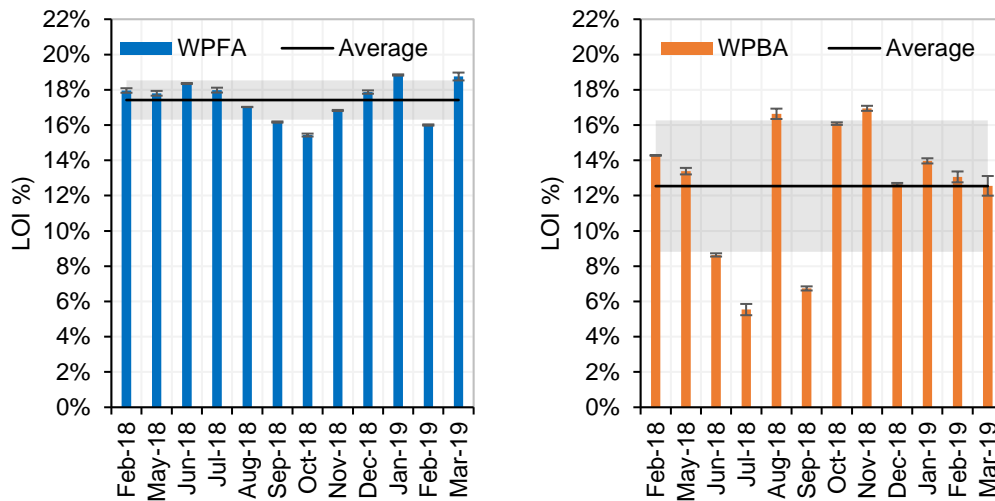 22%
20%
18%
16%
14%
12%
10%
8%
6%
4%
2%
0%
LOI %)
WPFA
Average
Feb-18
May-18
Jun-18
Jul-18
Aug-18
Sep-18
Oct-18
Nov-18
Dec-18
Jan-19
Feb-19
Mar-19
22%
20%
18%
16%
14%
12%
10%
8%
6%
4%
2%
0%
LOI %)
WPBA
Average
Feb-18
May-18
Jun-18
Jul-18
Aug-18
Sep-18
Oct-18
Nov-18
Dec-18
Jan-19
Feb-19
Mar-19